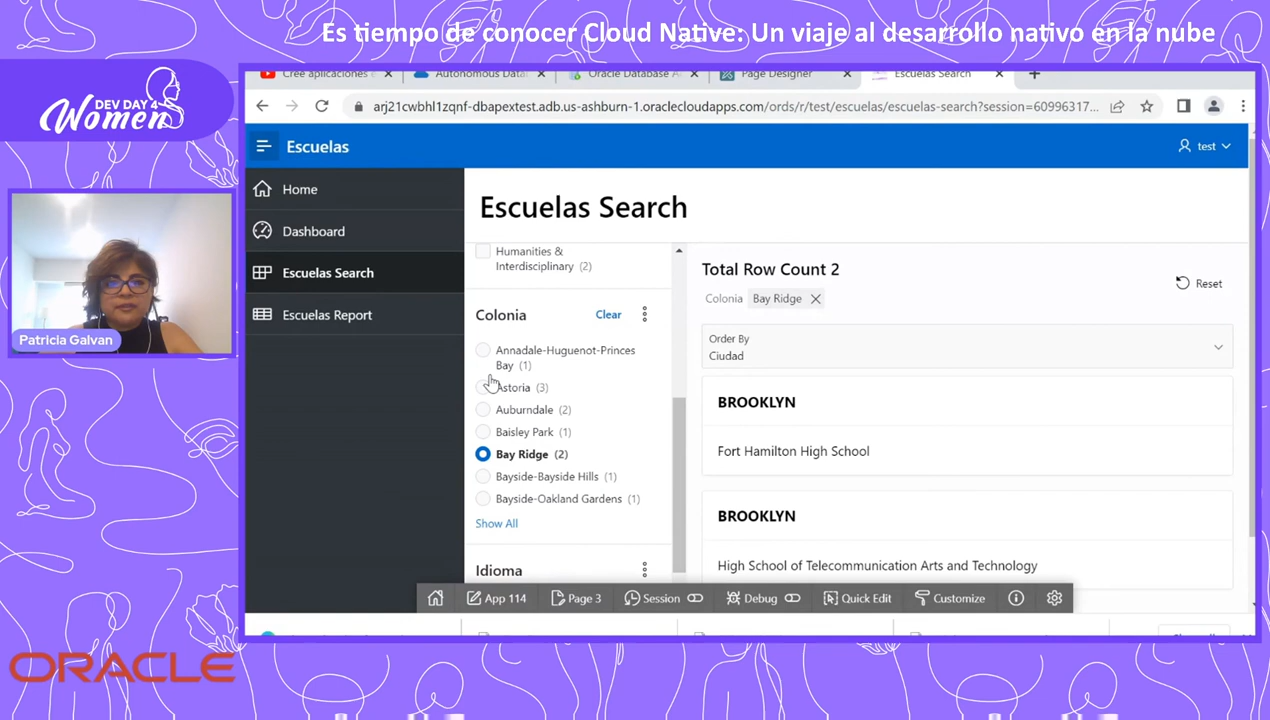 Es tiempo de conocer Cloud Native: Un viaje al desarrollo nativo en la nube
DEV DAY 4
Women
Patricia Galvan
ORACLE
Cree aplicaciones
Autonomous Data
Oracle Database A
Page Designer
Escuelas Search
arj21cwbhl1zqnf-dbapextest.adb.us-ashburn-1.oraclecloudapps.com/ords/r/test/escuelas/escuelas-search?session=60996317...
Escuelas
test
Home
Dashboard
Escuelas Search
Escuelas Report
Escuelas Search
Humanities &
Interdisciplinary (2)
Colonia
Clear
Annadale-Huguenot-Princes
Bay (1)
Astoria (3)
Auburndale (2)
Baisley Park (1)
Bay Ridge (2)
Bayside-Bayside Hills (1)
Bayside-Oakland Gardens (1)
Show All
Idioma
Total Row Count 2
Reset
Colonia Bay Ridge
Order By
Ciudad
BROOKLYN
Fort Hamilton High School
BROOKLYN
High School of Telecommunication Arts and Technology
App 114
Page 3
Session
Debug
Quick Edit
Customize